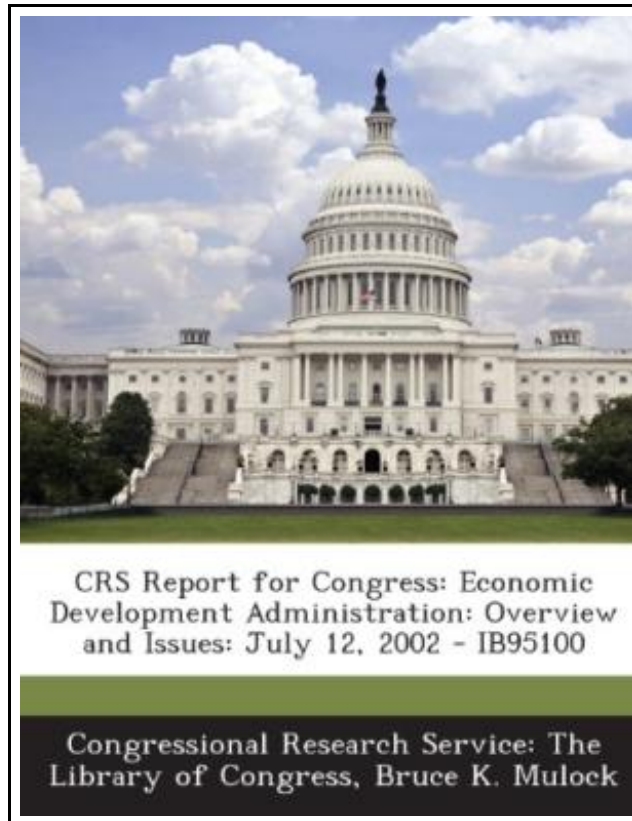 CRS Report for Congress: Economic
Development Administration: Overview
and Issues: July 12, 2002 - IB95100
Congressional Research Service: The
Library of Congress, Bruce K. Mulock